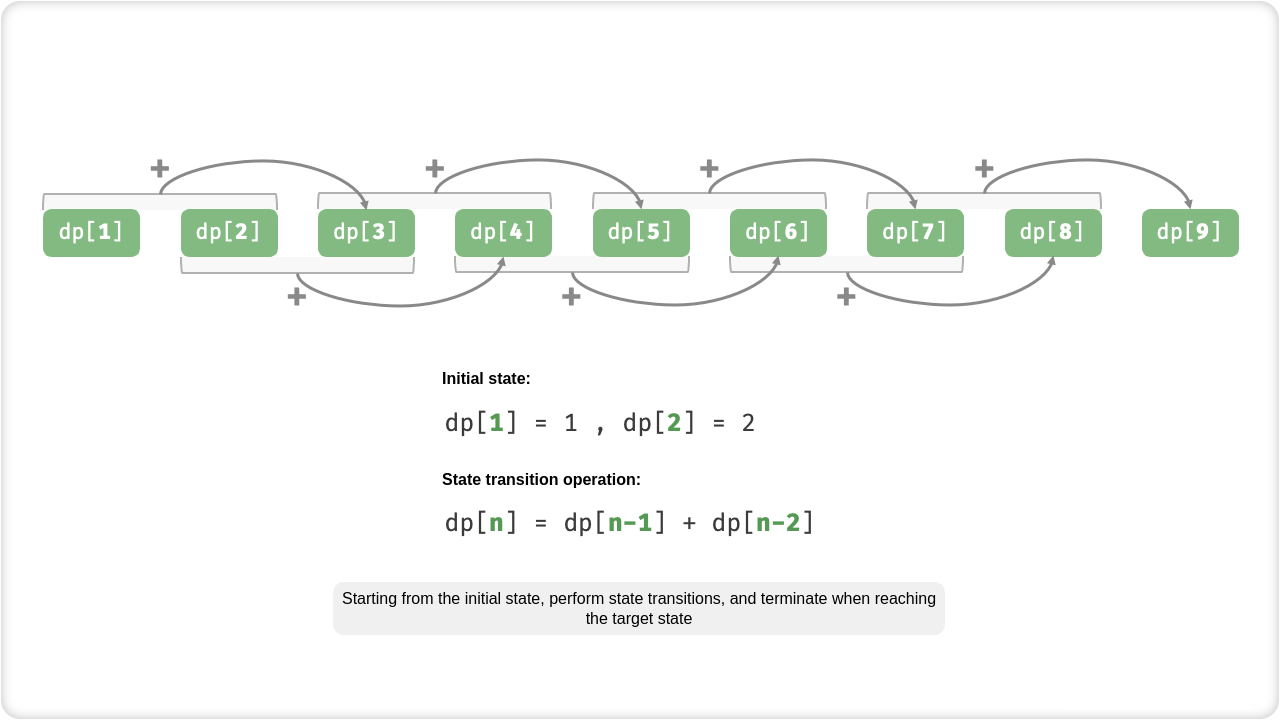 + + + +
dp[1] dp[2] dp[3] dp[4] dp[5] dp[6] dp[7] dp[8] dp[9]
+ + +
Initial state:
dp[1] = 1 , dp[2] = 2
State transition operation:
dp[n] = dp[n-1] + dp[n-2]
Starting from the initial state, perform state transitions, and terminate when reaching
the target state